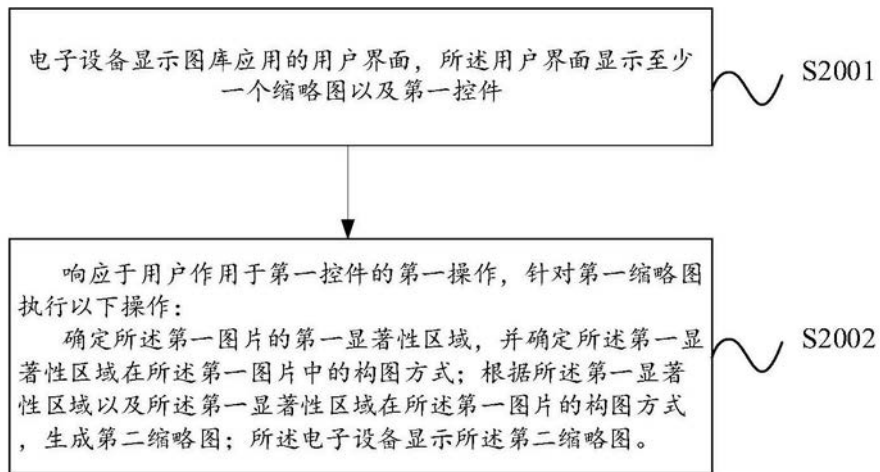 电子设备显示图库应用的用户界面，所述用户界面显示至少
一个缩略图以及第一控件
S2001
响应于用户作用于第一控件的第一操作，针对第一缩略图
执行以下操作：
确定所述第一图片的第一显著性区域，并确定所述第一显
著性区域在所述第一图片中的构图方式；根据所述第一显著
性区域以及所述第一显著性区域在所述第一图片的构图方式
，生成第二缩略图；所述电子设备显示所述第二缩略图。
S2002